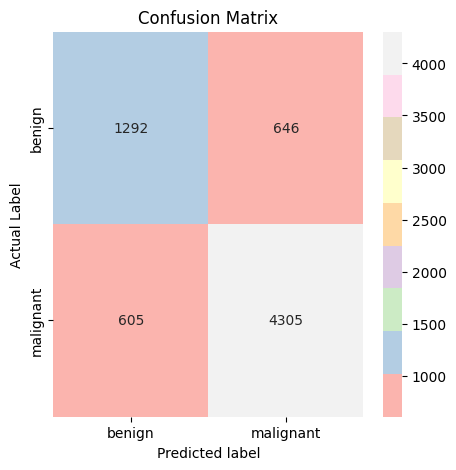 Confusion Matrix
Actual Label
benign
1292 646
malignant
605 4305
benign malignant
Predicted label
4000
3500
3000
2500
2000
1500
1000